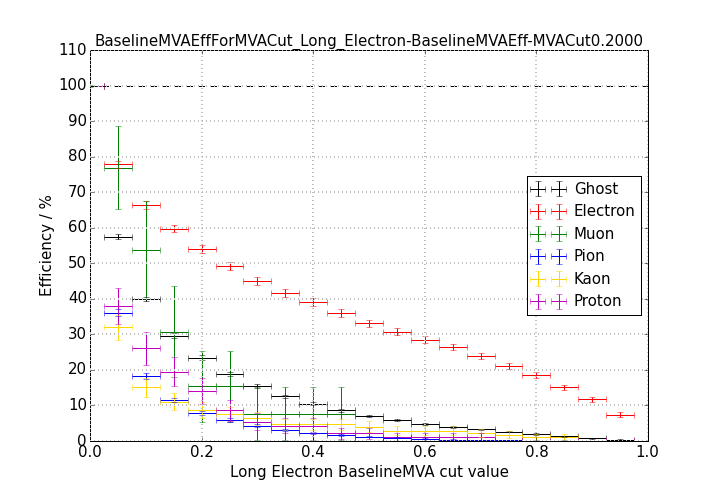 BaselineMVAEffForMVACut_Long_Electron-BaselineMVAEff-MVACut0.2000
110
100
90
80
70
60
50
40
30
20
10
0
Efficiency / %
Ghost
Electron
Muon
Pion
Kaon
Proton
0.0 0.2 0.4 0.6 0.8 1.0
Long Electron BaselineMVA cut value